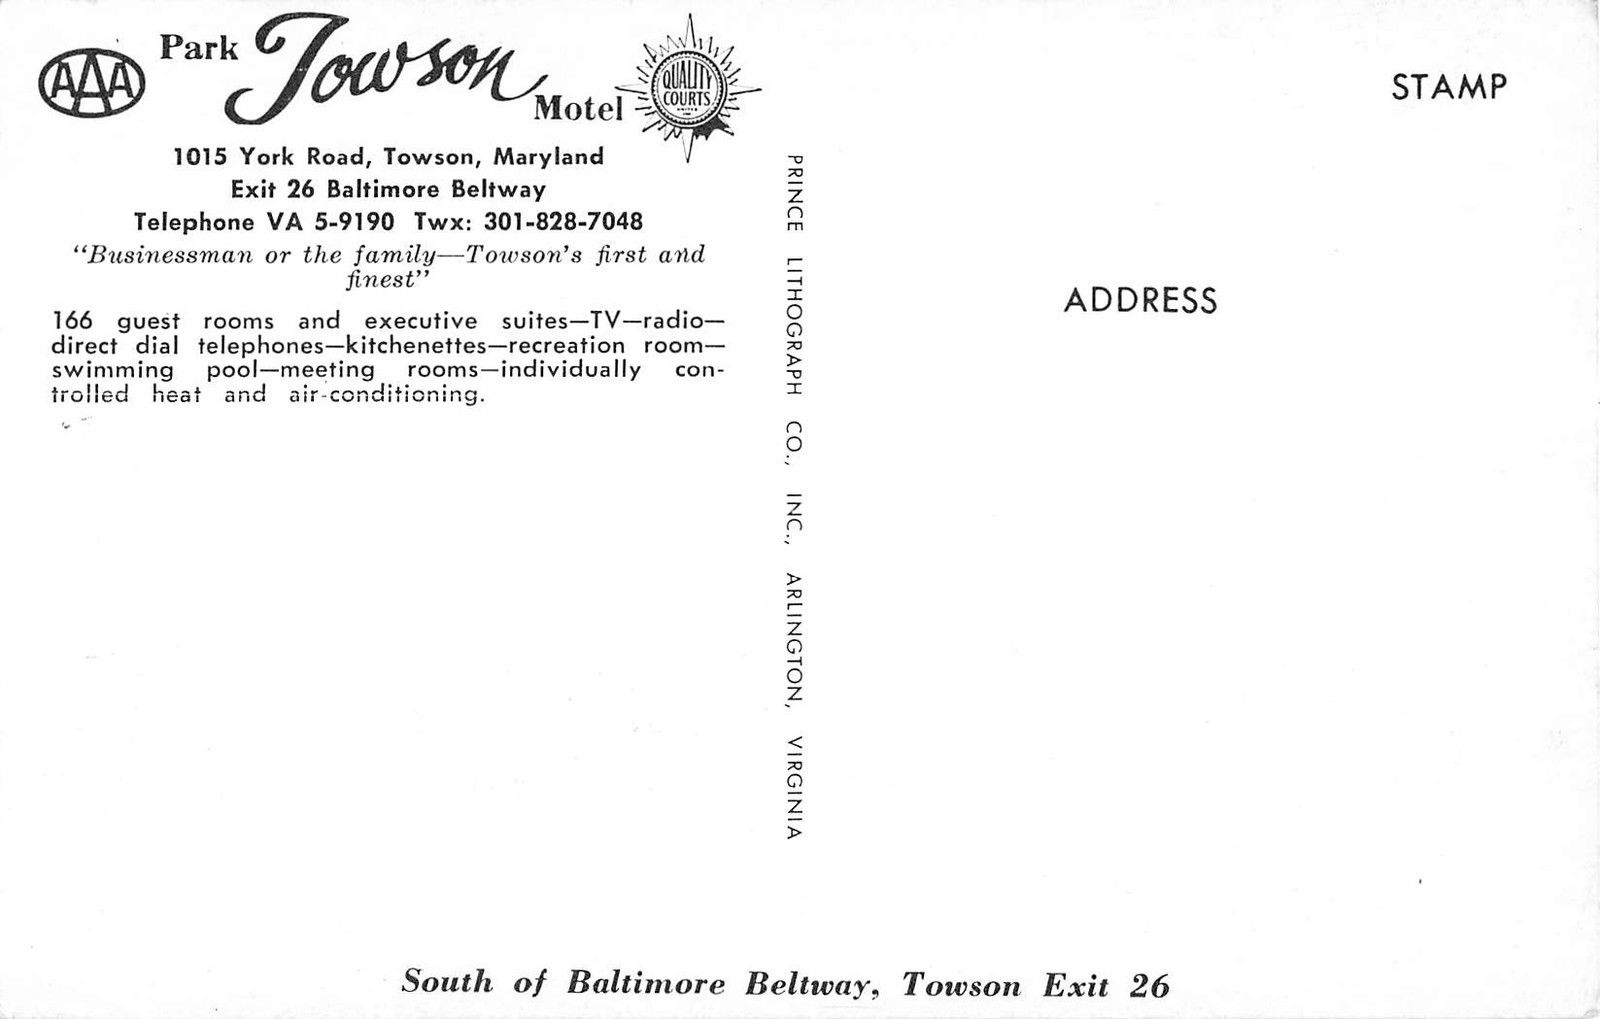 AAA
Park Towson Motel
QUALITY
COURTS
1015 York Road, Towson, Maryland
Exit 26 Baltimore Beltway
Telephone VA 5-9190 Twx: 301-828-7048
"Businessman or the family—Towson's first and
finest"
166 guest rooms and executive suites—TV—radio—
direct dial telephones—kitchenettes—recreation room—
swimming pool—meeting rooms—individually con-
trolled heat and air-conditioning.
PRINCE LITHOGRAPH CO., INC., ARLINGTON, VIRGINIA
STAMP
ADDRESS
South of Baltimore Beltway, Towson Exit 26